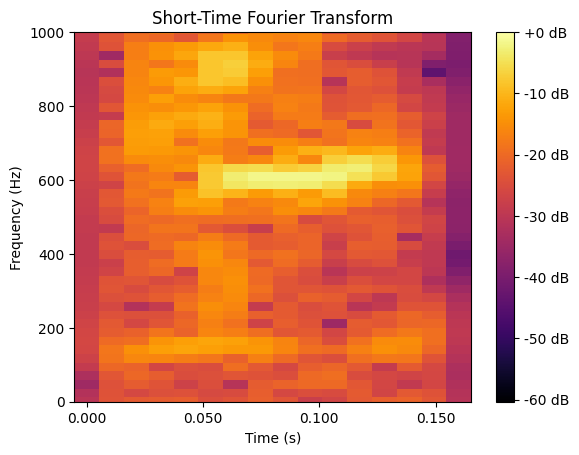 Short-Time Fourier Transform
1000
800
600
400
200
0
Frequency (Hz)
0.000
0.050
0.100
0.150
Time (s)
+0 dB
-10 dB
-20 dB
-30 dB
-40 dB
-50 dB
-60 dB